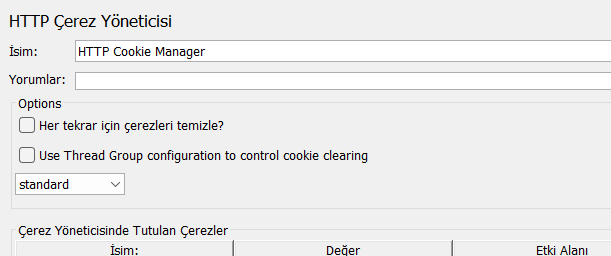 HTTP Çerez Yöneticisi
İsim: HTTP Cookie Manager
Yorumlar:
Options
Her tekrar için çerezleri temizle?
Use Thread Group configuration to control cookie clearing
standard
Çerez Yöneticisinde Tutulan Çerezler
İsim: Değer Etki Alanı